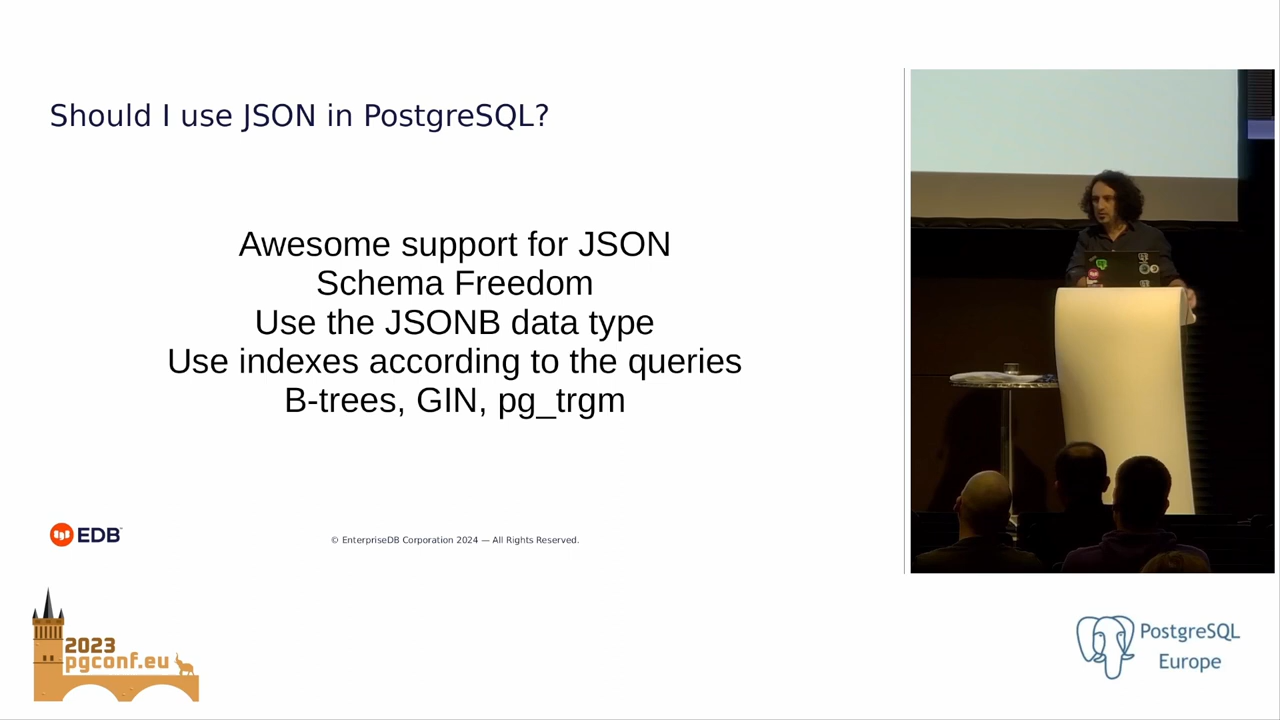 Should I use JSON in PostgreSQL?
Awesome support for JSON
Schema Freedom
Use the JSONB data type
Use indexes according to the queries
B-trees, GIN, pg_trgm
EDB
© EnterpriseDB Corporation 2024 — All Rights Reserved.
2023
pgconf.eu
PostgreSQL
Europe